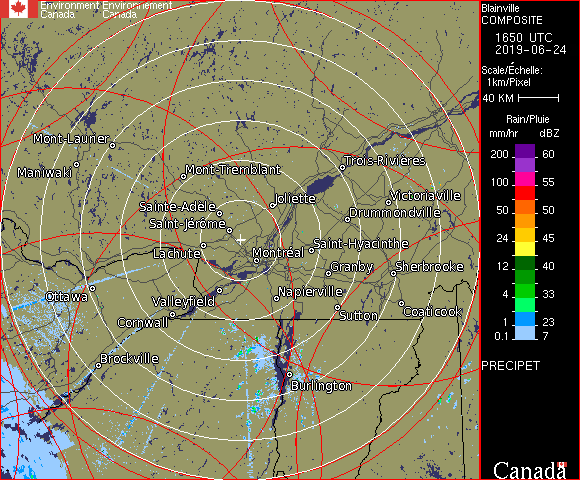 Environment Environnement
Canada Canada
Blainville
COMPOSITE
1650 UTC
2019-06-24
Scale/Échelle:
1km/Pixel
40 KM
Rain/Pluie
mm/hr dBZ
200 60
100 55
50 50
24 45
12 40
4 33
1 23
0.1 7
PRECIPET
Canada
Mont-Laurier
Maniwaki
Mont-Tremblant
Trois-Rivières
Joliette
Victoriaville
Sainte-Adèle
Drummondville
Saint-Jérôme
Saint-Hyacinthe
Lachute
Montréal
Granby
Sherbrooke
Ottawa
Valleyfield
Napierville
Cornwall
Sutton
Coaticook
Brockville
Burlington